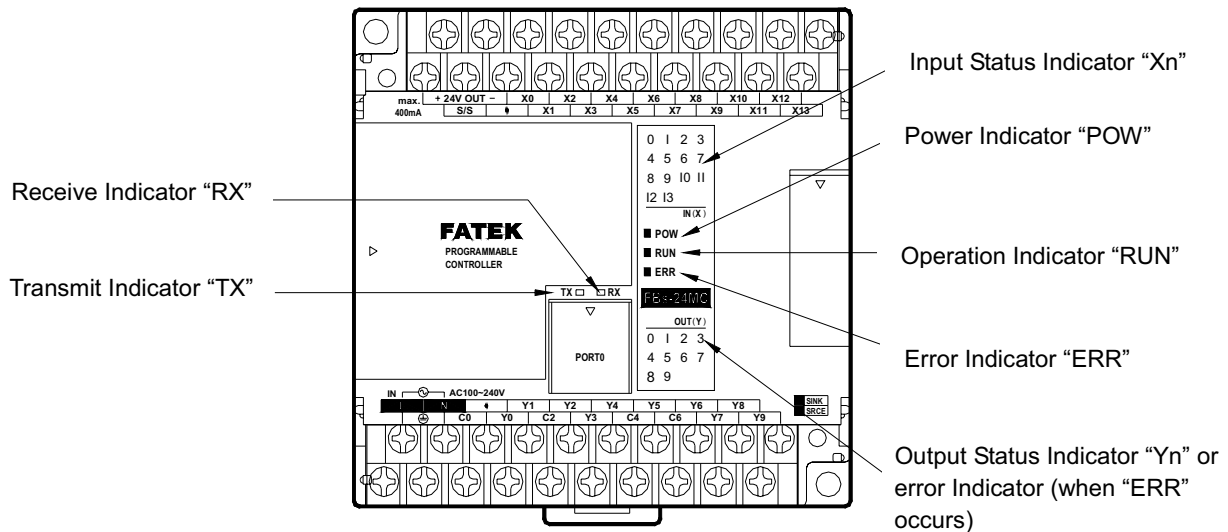 max.
400mA
+ 24V OUT − X0 X2 X4 X6 X8 X10 X12
S/S X1 X3 X5 X7 X9 X11 X13
Input Status Indicator “Xn”
Power Indicator “POW”
Operation Indicator “RUN”
Error Indicator “ERR”
Output Status Indicator “Yn” or
error Indicator (when “ERR”
occurs)
Receive Indicator “RX”
Transmit Indicator “TX”
FATEK
PROGRAMMABLE
CONTROLLER
TX RX
PORT0
0 1 2 3
4 5 6 7
8 9 10 11
12 13
IN(X)
POW
RUN
ERR
FBs-24MC
OUT(Y)
0 1 2 3
4 5 6 7
8 9
SINK
SRCE
IN AC100~240V
L N Y1 Y2 Y4 Y5 Y6 Y8
C0 Y0 C2 Y3 C4 C6 Y7 Y9